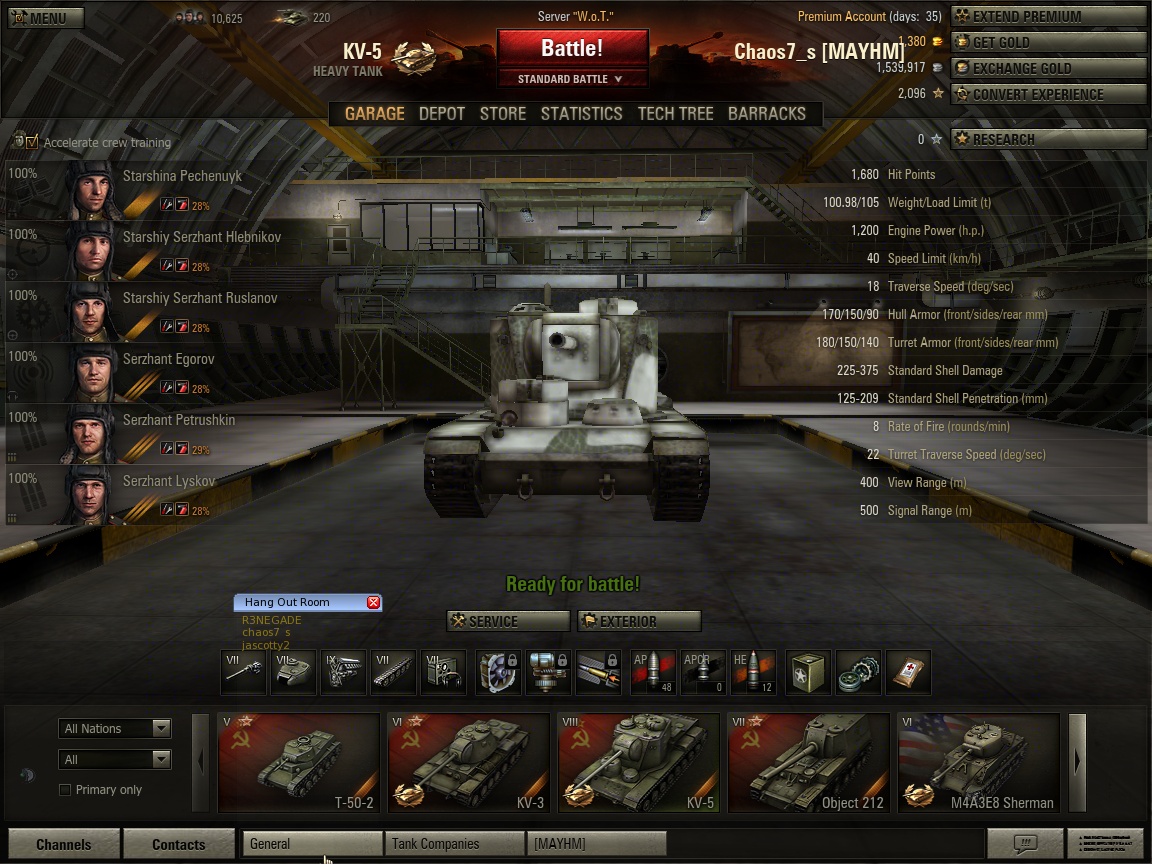 MENU
10,625
220
Server "W.o.T."
Premium Account (days: 35)
EXTEND PREMIUM
1,380
GET GOLD
KV-5
HEAVY TANK
Battle!
STANDARD BATTLE
Chaos7_s [MAYHM]
1,539,917
EXCHANGE GOLD
2,096
CONVERT EXPERIENCE
GARAGE DEPOT STORE STATISTICS TECH TREE BARRACKS
Accelerate crew training
0
RESEARCH
100%
Starshina Pechenuyk
28%
100%
Starshiy Serzhant Hlebnikov
28%
100%
Starshiy Serzhant Ruslanov
28%
100%
Serzhant Egorov
28%
100%
Serzhant Petrushkin
29%
100%
Serzhant Lyskov
28%
1,680 Hit Points
100.98/105 Weight/Load Limit (t)
1,200 Engine Power (h.p.)
40 Speed Limit (km/h)
18 Traverse Speed (deg/sec)
170/150/90 Hull Armor (front/sides/rear mm)
180/150/140 Turret Armor (front/sides/rear mm)
225-375 Standard Shell Damage
125-209 Standard Shell Penetration (mm)
8 Rate of Fire (rounds/min)
22 Turret Traverse Speed (deg/sec)
400 View Range (m)
500 Signal Range (m)
Ready for battle!
Hang Out Room
R3NEGADE
chaos7_s
jascotty2
SERVICE
EXTERIOR
VII VII IX VII VII
AP 48
APCR 0
HE 12
All Nations
All
Primary only
V T-50-2
VI KV-3
VIII KV-5
VII Object 212
VI M4A3E8 Sherman
Channels
Contacts
General
Tank Companies
[MAYHM]